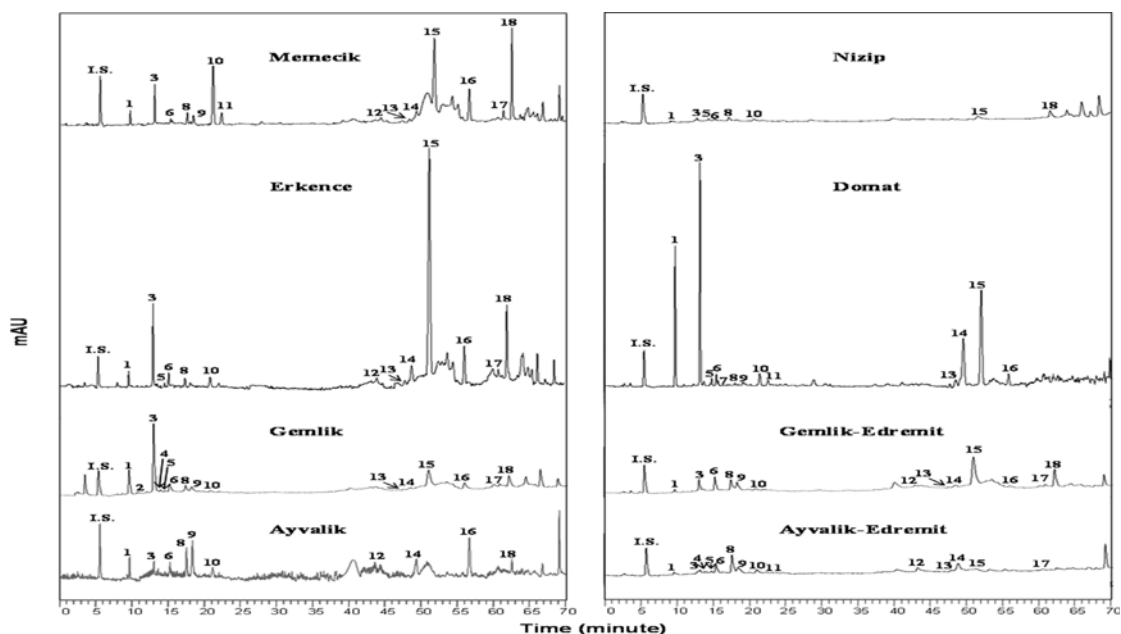 Memecik
I.S. 1 3 6 8 9 10 11 12 13 14 15 16 17 18
Erkence
I.S. 1 3 5 6 8 10 12 13 14 15 16 17 18
Gemlik
I.S. 1 2 3 4 5 6 8 9 10 13 14 15 16 17 18
Ayvalik
I.S. 1 3 6 8 9 10 12 14 16 18
0 5 10 15 20 25 30 35 40 45 50 55 60 65 70
Nizip
I.S. 1 3 5 6 8 10 15 18
Domat
I.S. 1 3 5 6 7 8 9 10 11 13 14 15 16
Gemlik-Edremit
I.S. 1 3 6 8 9 10 12 13 14 15 16 17 18
Ayvalik-Edremit
I.S. 1 3 4 5 6 8 9 10 11 12 13 14 15 17
0 5 10 15 20 25 30 35 40 45 50 55 60 65 70
mAU
Time (minute)